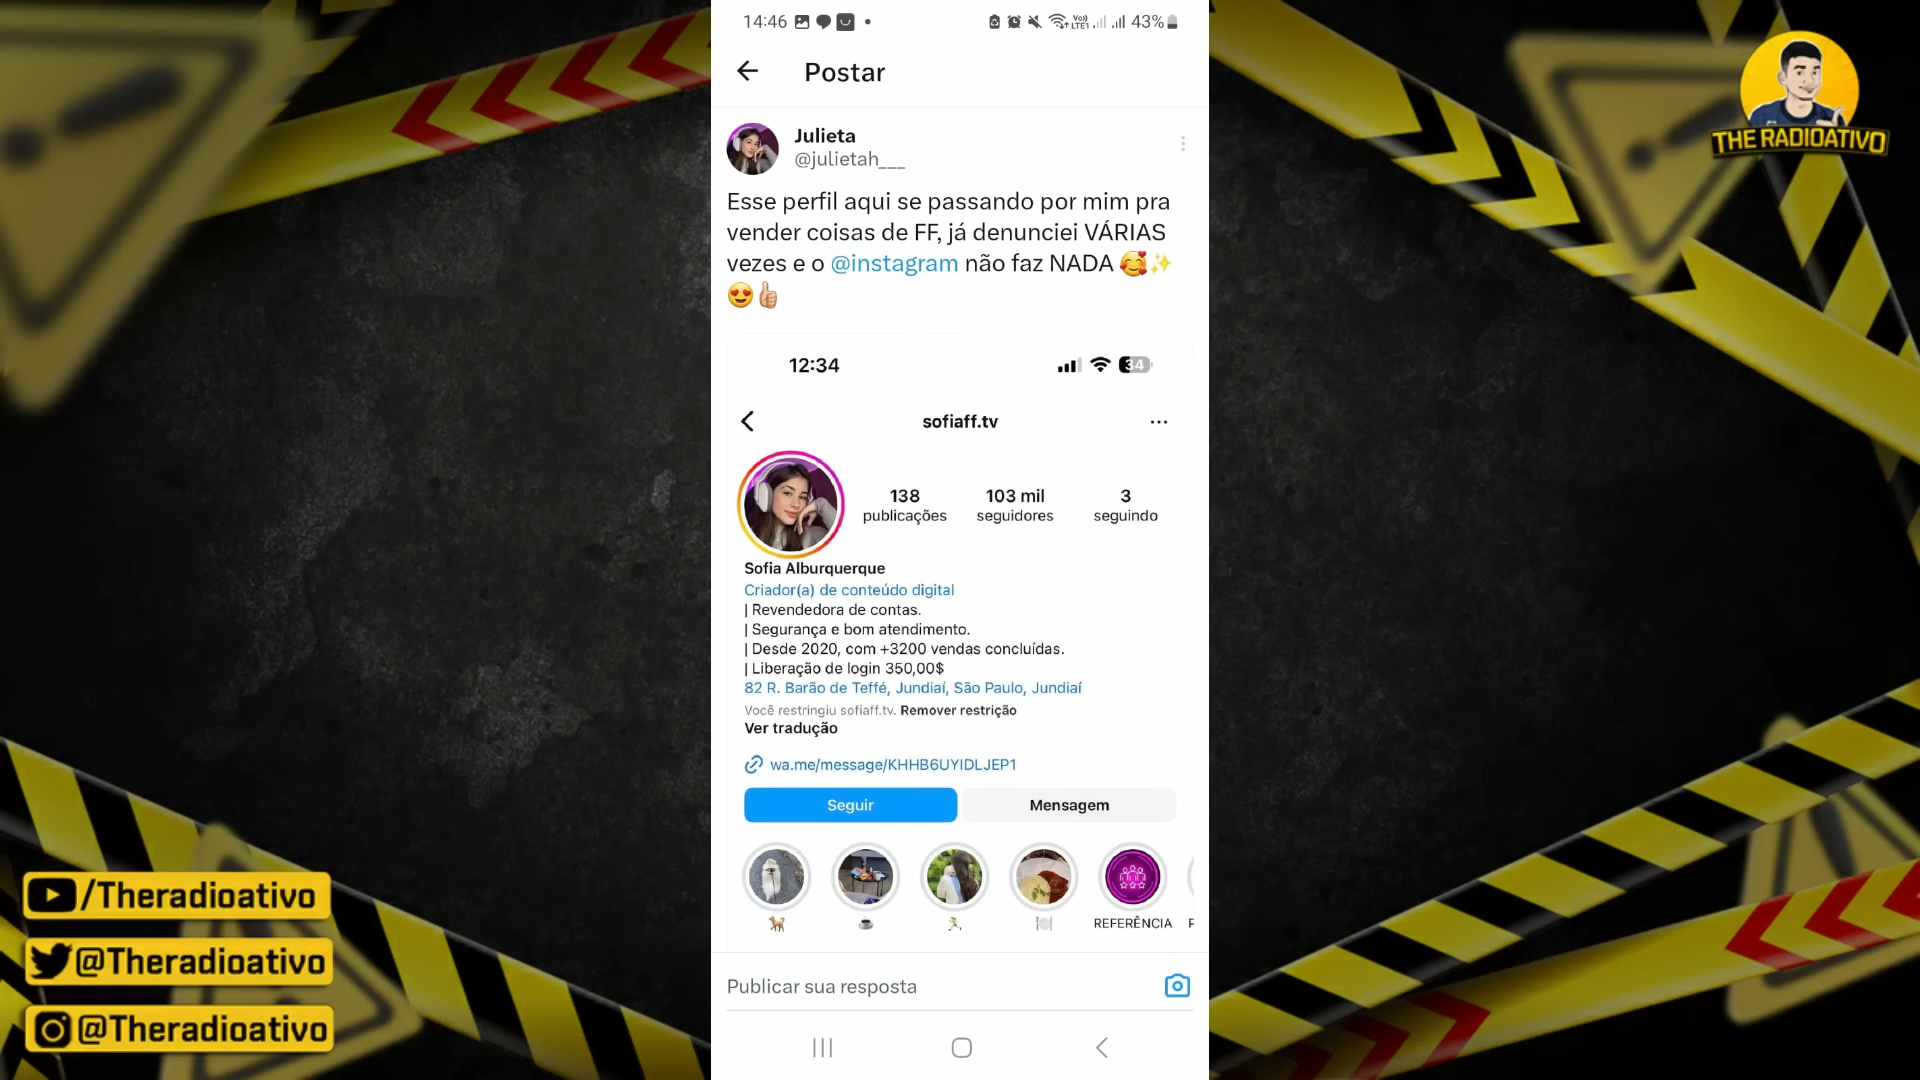 14:46
43%
Postar
THE RADIOATIVO
Julieta
@julietah___
Esse perfil aqui se passando por mim pra
vender coisas de FF, já denunciei VÁRIAS
vezes e o @instagram não faz NADA 🥰✨
😍👍🏼
12:34
34
sofiaff.tv
138
publicações
103 mil
seguidores
3
seguindo
Sofia Alburquerque
Criador(a) de conteúdo digital
| Revendedora de contas.
| Segurança e bom atendimento.
| Desde 2020, com +3200 vendas concluídas.
| Liberação de login 350,00$
82 R. Barão de Teffé, Jundiaí, São Paulo, Jundiaí
Você restringiu sofiaff.tv. Remover restrição
Ver tradução
wa.me/message/KHHB6UYIDLJEP1
Seguir
Mensagem
🐕 ☕ 🏃 🍽️ REFERÊNCIA
Publicar sua resposta
/Theradioativo
@Theradioativo
@Theradioativo